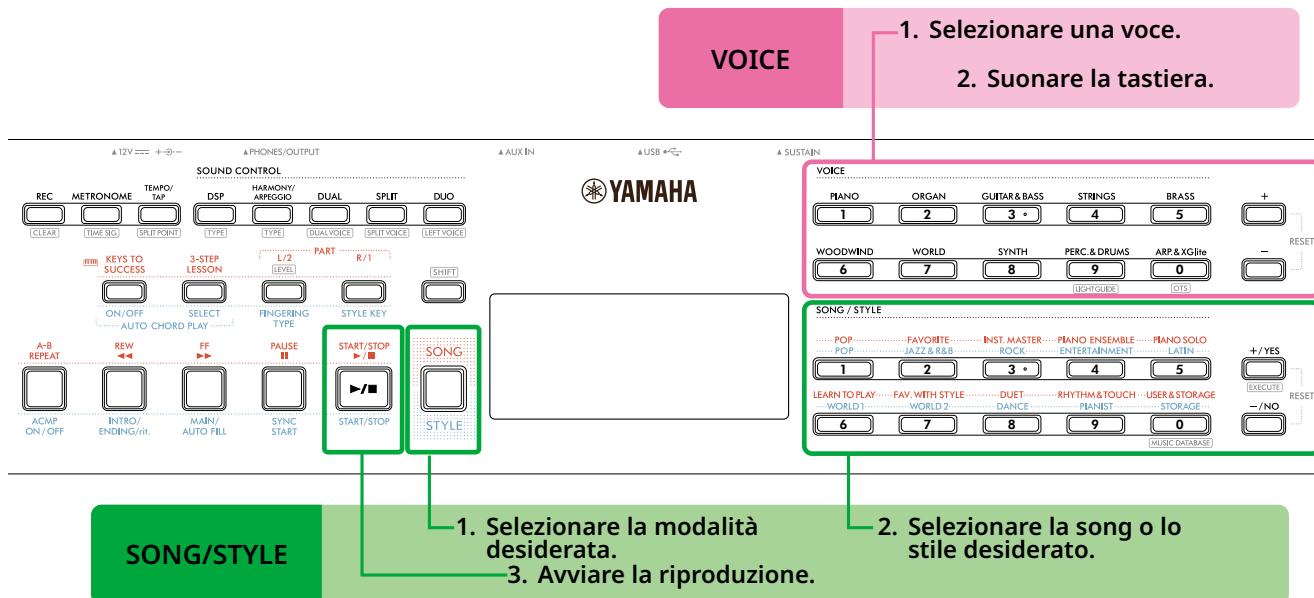 VOICE
1. Selezionare una voce.
2. Suonare la tastiera.
12V PHONES/OUTPUT AUX IN USB SUSTAIN
SOUND CONTROL
REC METRONOME TEMPO/TAP DSP HARMONY/ARPEGGIO DUAL SPLIT DUO
CLEAR TIME SIG. SPLIT POINT TYPE TYPE DUAL VOICE SPLIT VOICE LEFT VOICE
YAMAHA
KEYS TO SUCCESS 3-STEP LESSON PART L/2 R/1
LEVEL SHIFT
ON/OFF SELECT FINGERING TYPE STYLE KEY
AUTO CHORD PLAY
A-B REPEAT REW ◀◀ FF ▶▶ PAUSE START/STOP ▶/■ SONG
▶/■
ACMP ON/OFF INTRO/ENDING/rit. MAIN/AUTO FILL SYNC START START/STOP STYLE
VOICE
PIANO ORGAN GUITAR & BASS STRINGS BRASS +
1 2 3 4 5
RESET
WOODWIND WORLD SYNTH PERC. & DRUMS ARP. & XGlite −
6 7 8 9 0
LIGHTGUIDE OTS
SONG / STYLE
POP FAVORITE INST. MASTER PIANO ENSEMBLE PIANO SOLO
POP JAZZ & R&B ROCK ENTERTAINMENT LATIN +/YES
1 2 3 4 5
EXECUTE
RESET
LEARN TO PLAY FAV. WITH STYLE DUET RHYTHM & TOUCH USER & STORAGE
WORLD 1 WORLD 2 DANCE PIANIST STORAGE −/NO
6 7 8 9 0
MUSIC DATABASE
SONG/STYLE
1. Selezionare la modalità
desiderata.
3. Avviare la riproduzione.
2. Selezionare la song o lo
stile desiderato.